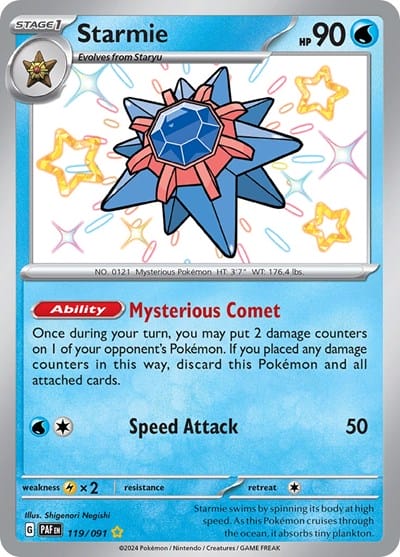 STAGE 1
Starmie
HP 90
Evolves from Staryu
NO. 0121 Mysterious Pokémon HT: 3'7" WT: 176.4 lbs.
Ability Mysterious Comet
Once during your turn, you may put 2 damage counters
on 1 of your opponent's Pokémon. If you placed any damage
counters in this way, discard this Pokémon and all
attached cards.
Speed Attack 50
weakness ×2 resistance retreat
Illus. Shigenori Negishi
G PAF EN 119/091
Starmie swims by spinning its body at high
speed. As this Pokémon cruises through
the ocean, it absorbs tiny plankton.
©2024 Pokémon / Nintendo / Creatures / GAME FREAK